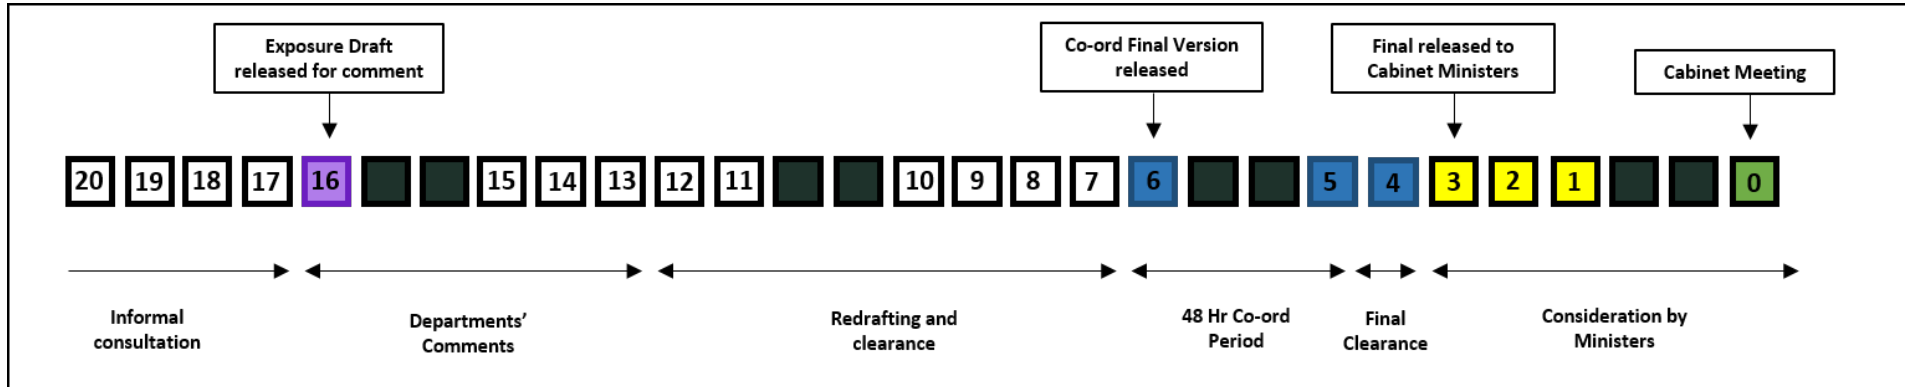 Exposure Draft
released for comment
Co-ord Final Version
released
Final released to
Cabinet Ministers
Cabinet Meeting
20 19 18 17 16 15 14 13 12 11 10 9 8 7 6 5 4 3 2 1 0
Informal
consultation
Departments’
Comments
Redrafting and
clearance
48 Hr Co-ord
Period
Final
Clearance
Consideration by
Ministers